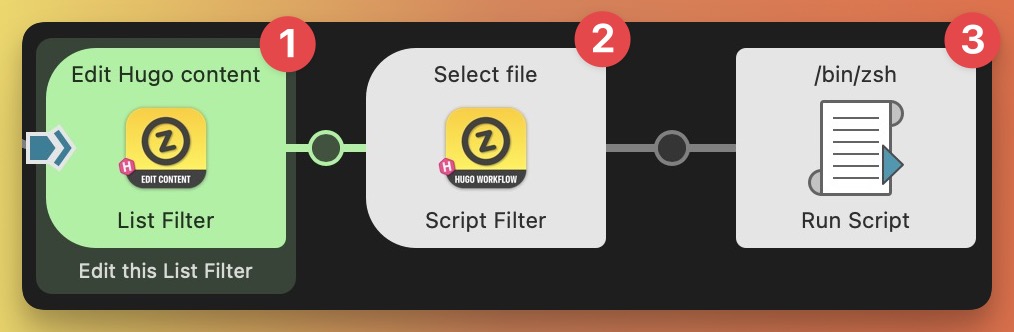 1
Edit Hugo content
Z
H
EDIT CONTENT
List Filter
Edit this List Filter
2
Select file
Z
H
HUGO WORKFLOW
Script Filter
3
/bin/zsh
Run Script